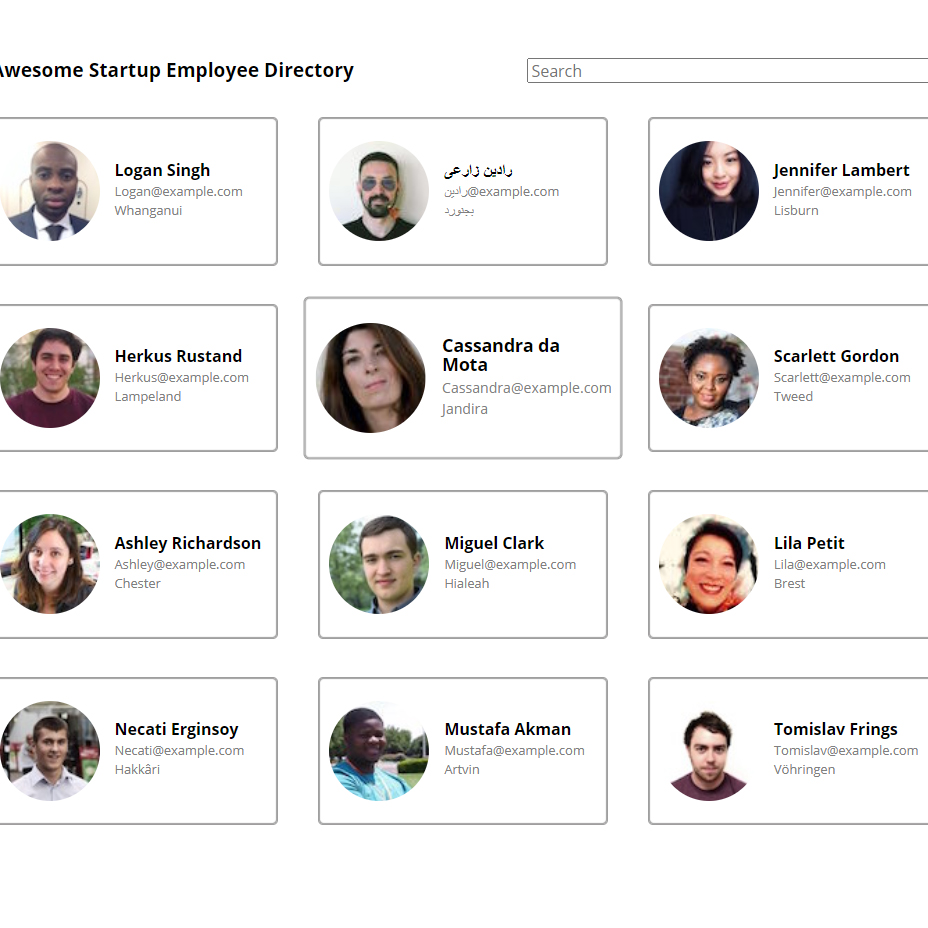 Awesome Startup Employee Directory
Search
Logan Singh
Logan@example.com
Whanganui
رادین زارعی
رادین@example.com
بجنورد
Jennifer Lambert
Jennifer@example.com
Lisburn
Herkus Rustand
Herkus@example.com
Lampeland
Cassandra da
Mota
Cassandra@example.com
Jandira
Scarlett Gordon
Scarlett@example.com
Tweed
Ashley Richardson
Ashley@example.com
Chester
Miguel Clark
Miguel@example.com
Hialeah
Lila Petit
Lila@example.com
Brest
Necati Erginsoy
Necati@example.com
Hakkâri
Mustafa Akman
Mustafa@example.com
Artvin
Tomislav Frings
Tomislav@example.com
Vöhringen